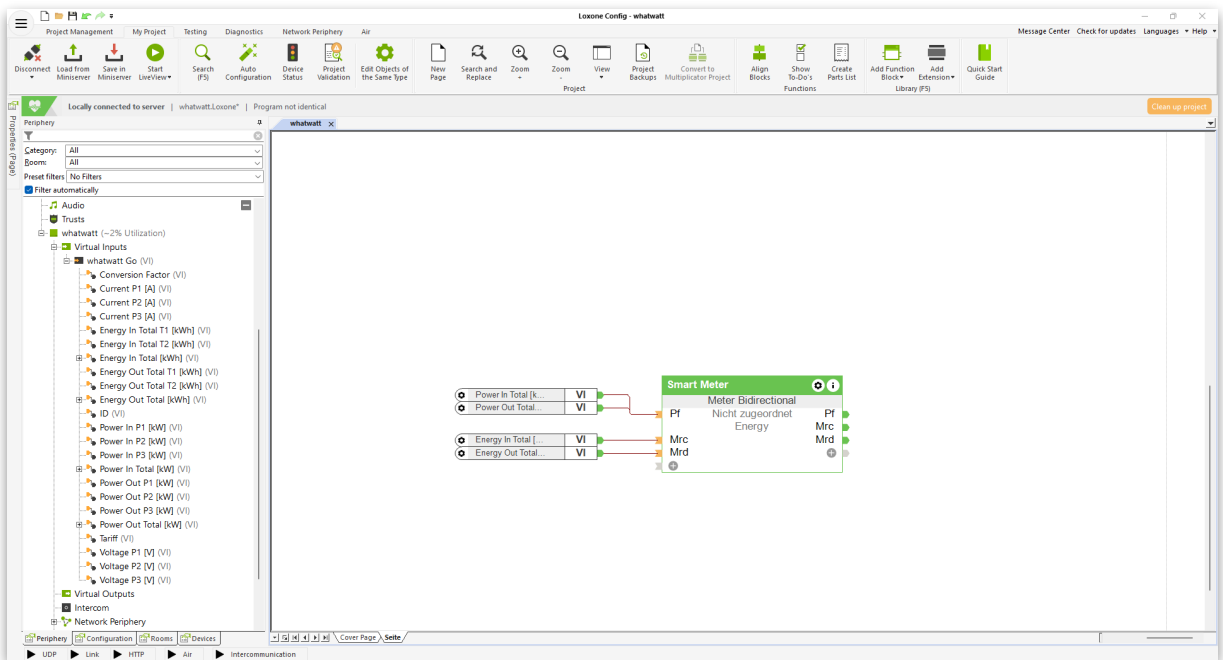 Loxone Config - whatwatt
Project Management My Project Testing Diagnostics Network Periphery Air Message Center Check for updates Languages Help
Disconnect Load from Miniserver Save in Miniserver Start LiveView Search (F5) Auto Configuration Device Status Project Validation Edit Objects of the Same Type New Page Search and Replace Zoom + Zoom - View Project Backups Convert to Multiplicator Project Align Blocks Show To-Do's Create Parts List Add Function Block Add Extension Quick Start Guide
Project Functions Library (F5)
Locally connected to server | whatwatt.Loxone* | Program not identical Clean up project
Properties (Page)
Periphery
Category: All
Room: All
Preset filters No Filters
Filter automatically
Audio
Trusts
whatwatt (~2% Utilization)
Virtual Inputs
whatwatt Go (VI)
Conversion Factor (VI)
Current P1 [A] (VI)
Current P2 [A] (VI)
Current P3 [A] (VI)
Energy In Total T1 [kWh] (VI)
Energy In Total T2 [kWh] (VI)
Energy In Total [kWh] (VI)
Energy Out Total T1 [kWh] (VI)
Energy Out Total T2 [kWh] (VI)
Energy Out Total [kWh] (VI)
ID (VI)
Power In P1 [kW] (VI)
Power In P2 [kW] (VI)
Power In P3 [kW] (VI)
Power In Total [kW] (VI)
Power Out P1 [kW] (VI)
Power Out P2 [kW] (VI)
Power Out P3 [kW] (VI)
Power Out Total [kW] (VI)
Tariff (VI)
Voltage P1 [V] (VI)
Voltage P2 [V] (VI)
Voltage P3 [V] (VI)
Virtual Outputs
Intercom
Network Periphery
Periphery Configuration Rooms Devices
whatwatt
Power In Total [k... VI
Power Out Total... VI
Energy In Total [... VI
Energy Out Total... VI
Smart Meter
Meter Bidirectional
Pf Nicht zugeordnet Pf
Energy Mrc
Mrc Mrd
Mrd
Cover Page Seite
UDP Link HTTP Air Intercommunication